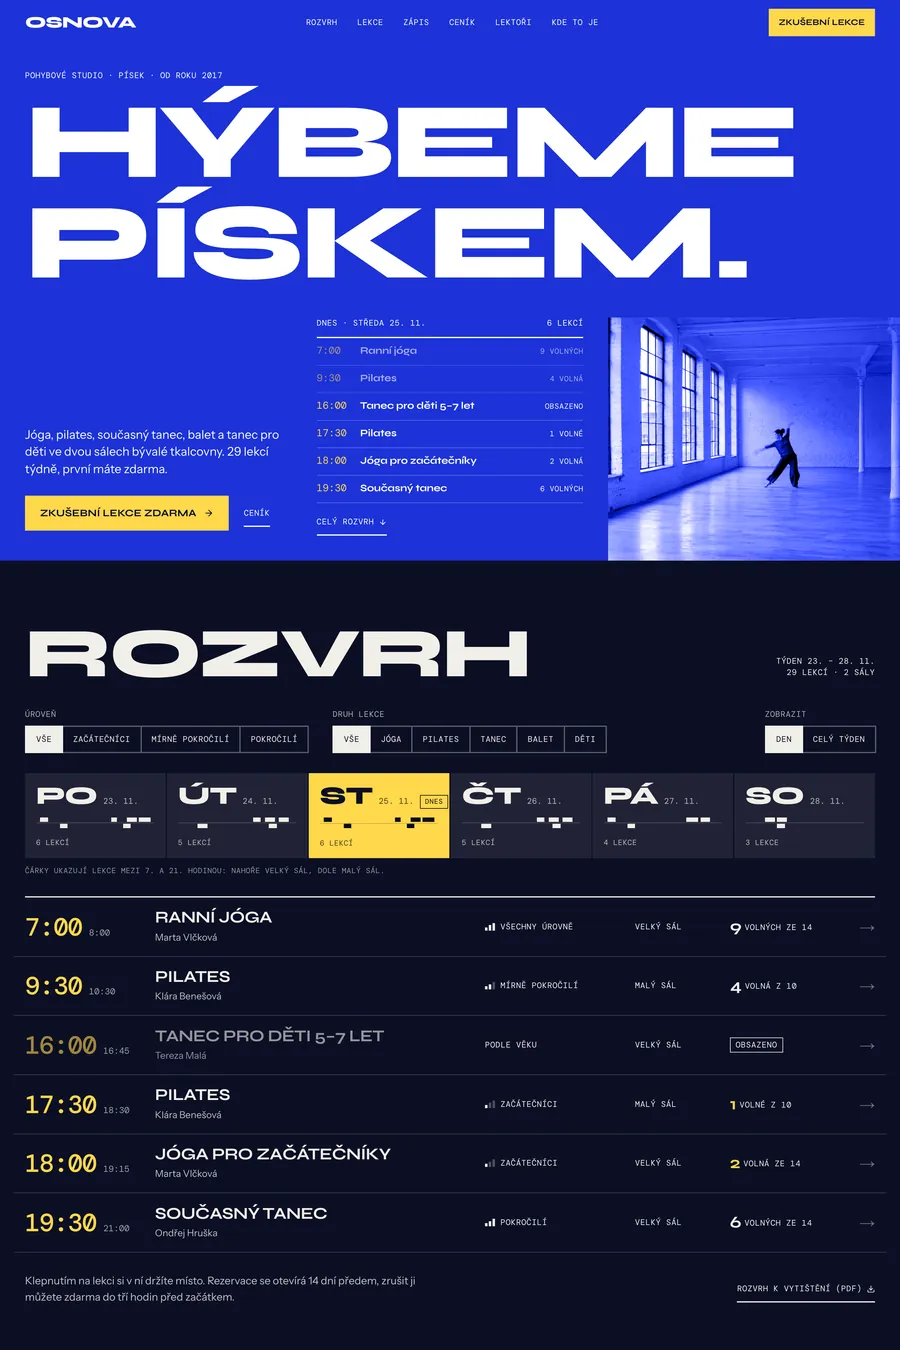 OSNOVA
ROZVRH LEKCE ZÁPIS CENÍK LEKTOŘI KDE TO JE
ZKUŠEBNÍ LEKCE
POHYBOVÉ STUDIO · PÍSEK · OD ROKU 2017
HÝBEME
PÍSKEM.
Jóga, pilates, současný tanec, balet a tanec pro
děti ve dvou sálech bývalé tkalcovny. 29 lekcí
týdně, první máte zdarma.
ZKUŠEBNÍ LEKCE ZDARMA →
CENÍK
DNES · STŘEDA 25. 11. 6 LEKCÍ
7:00 Ranní jóga 9 VOLNÝCH
9:30 Pilates 4 VOLNÁ
16:00 Tanec pro děti 5–7 let OBSAZENO
17:30 Pilates 1 VOLNÉ
18:00 Jóga pro začátečníky 2 VOLNÁ
19:30 Současný tanec 6 VOLNÝCH
CELÝ ROZVRH ↓
ROZVRH
TÝDEN 23. – 28. 11.
29 LEKCÍ · 2 SÁLY
ÚROVEŇ
VŠE ZAČÁTEČNÍCI MÍRNĚ POKROČILÍ POKROČILÍ
DRUH LEKCE
VŠE JÓGA PILATES TANEC BALET DĚTI
ZOBRAZIT
DEN CELÝ TÝDEN
PO 23. 11.
6 LEKCÍ
ÚT 24. 11.
5 LEKCÍ
ST 25. 11. DNES
6 LEKCÍ
ČT 26. 11.
5 LEKCÍ
PÁ 27. 11.
4 LEKCE
SO 28. 11.
3 LEKCE
ČÁRKY UKAZUJÍ LEKCE MEZI 7. A 21. HODINOU: NAHOŘE VELKÝ SÁL, DOLE MALÝ SÁL.
7:00 8:00 RANNÍ JÓGA VŠECHNY ÚROVNĚ VELKÝ SÁL 9 VOLNÝCH ZE 14 →
Marta Vlčková
9:30 10:30 PILATES MÍRNĚ POKROČILÍ MALÝ SÁL 4 VOLNÁ Z 10 →
Klára Benešová
16:00 16:45 TANEC PRO DĚTI 5–7 LET PODLE VĚKU VELKÝ SÁL OBSAZENO →
Tereza Malá
17:30 18:30 PILATES ZAČÁTEČNÍCI MALÝ SÁL 1 VOLNÉ Z 10 →
Klára Benešová
18:00 19:15 JÓGA PRO ZAČÁTEČNÍKY ZAČÁTEČNÍCI VELKÝ SÁL 2 VOLNÁ ZE 14 →
Marta Vlčková
19:30 21:00 SOUČASNÝ TANEC POKROČILÍ VELKÝ SÁL 6 VOLNÝCH ZE 14 →
Ondřej Hruška
Klepnutím na lekci si v ní držíte místo. Rezervace se otevírá 14 dní předem, zrušit ji
můžete zdarma do tří hodin před začátkem.
ROZVRH K VYTIŠTĚNÍ (PDF)